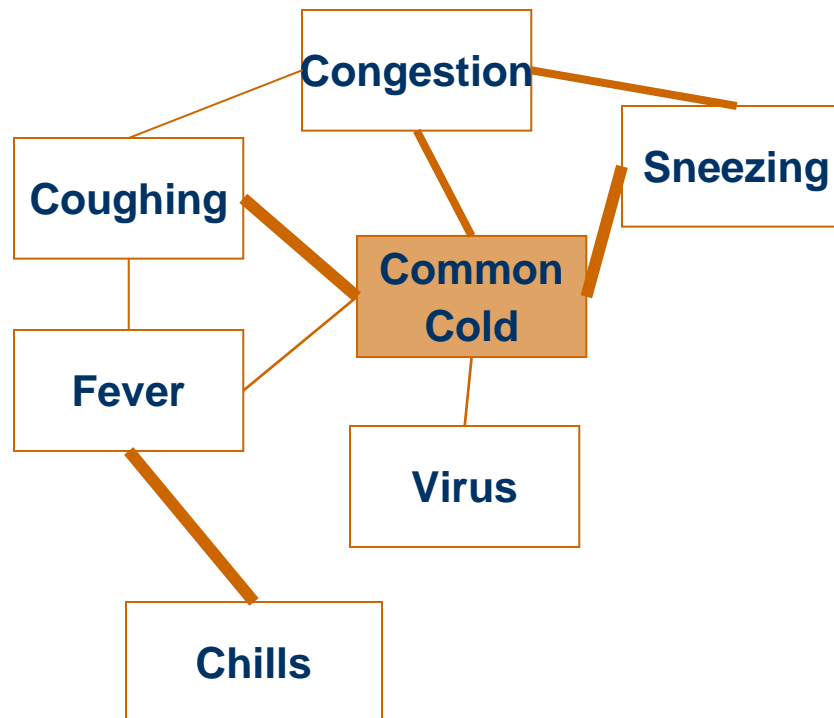 Congestion
Sneezing
Coughing
Common
Cold
Fever
Virus
Chills